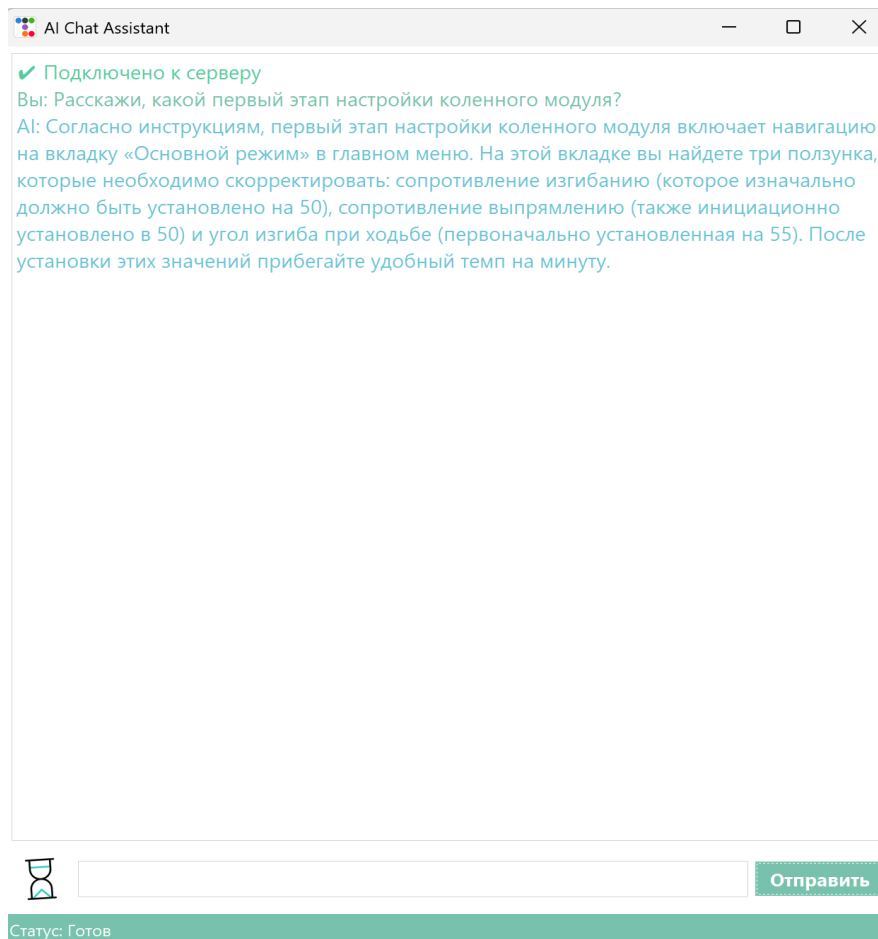 AI Chat Assistant
✔ Подключено к серверу
Вы: Расскажи, какой первый этап настройки коленного модуля?
AI: Согласно инструкциям, первый этап настройки коленного модуля включает навигацию
на вкладку «Основной режим» в главном меню. На этой вкладке вы найдете три ползунка,
которые необходимо скорректировать: сопротивление изгибанию (которое изначально
должно быть установлено на 50), сопротивление выпрямлению (также инициационно
установлено в 50) и угол изгиба при ходьбе (первоначально установленная на 55). После
установки этих значений прибегайте удобный темп на минуту.
Отправить
Статус: Готов